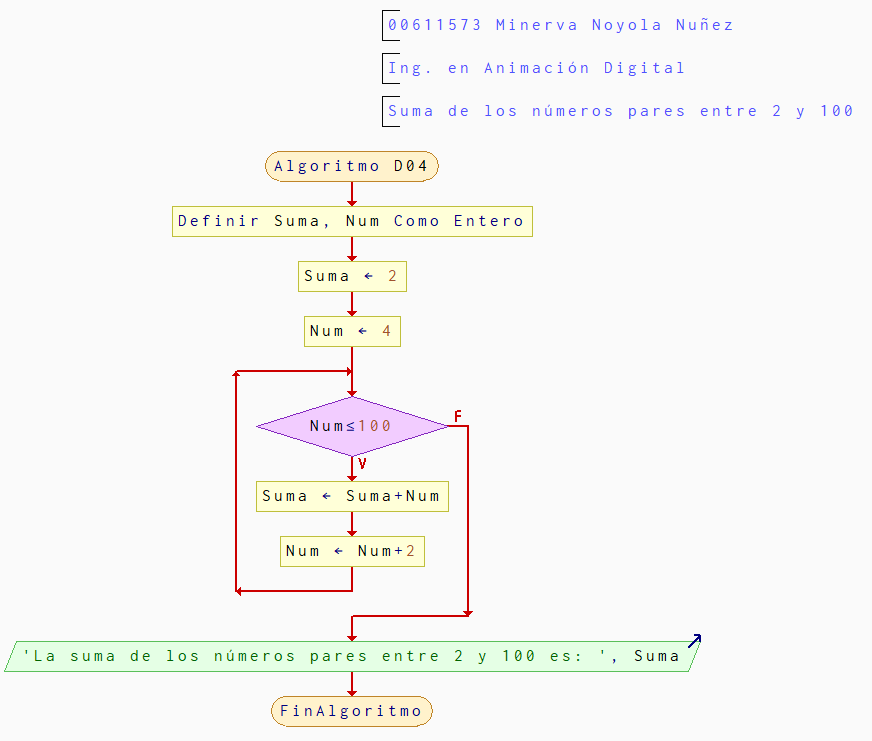 00611573 Minerva Noyola Nuñez
Ing. en Animación Digital
Suma de los números pares entre 2 y 100
Algoritmo D04
Definir Suma, Num Como Entero
Suma ← 2
Num ← 4
Num≤100
F
V
Suma ← Suma+Num
Num ← Num+2
'La suma de los números pares entre 2 y 100 es: ', Suma
FinAlgoritmo